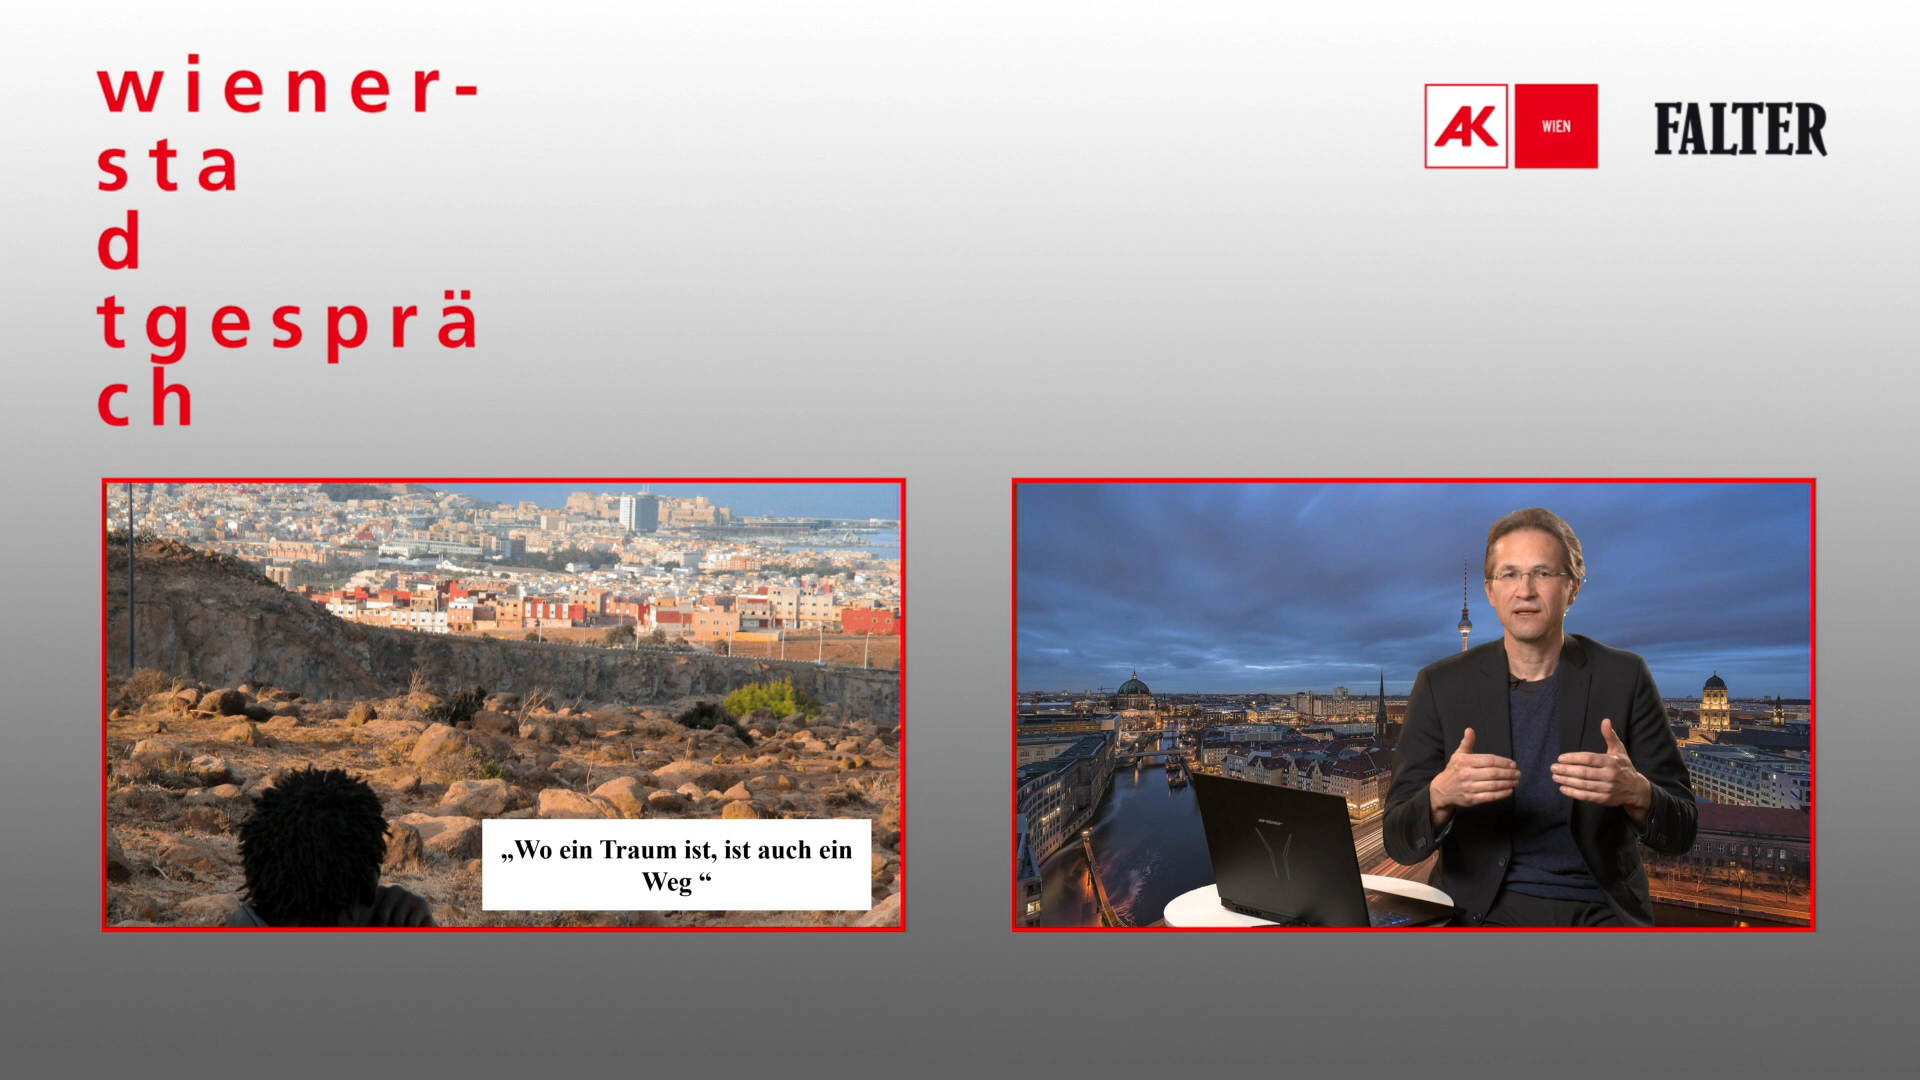 wiener-
sta
d
tgesprä
ch
AK
WIEN
FALTER
„Wo ein Traum ist, ist auch ein
Weg “